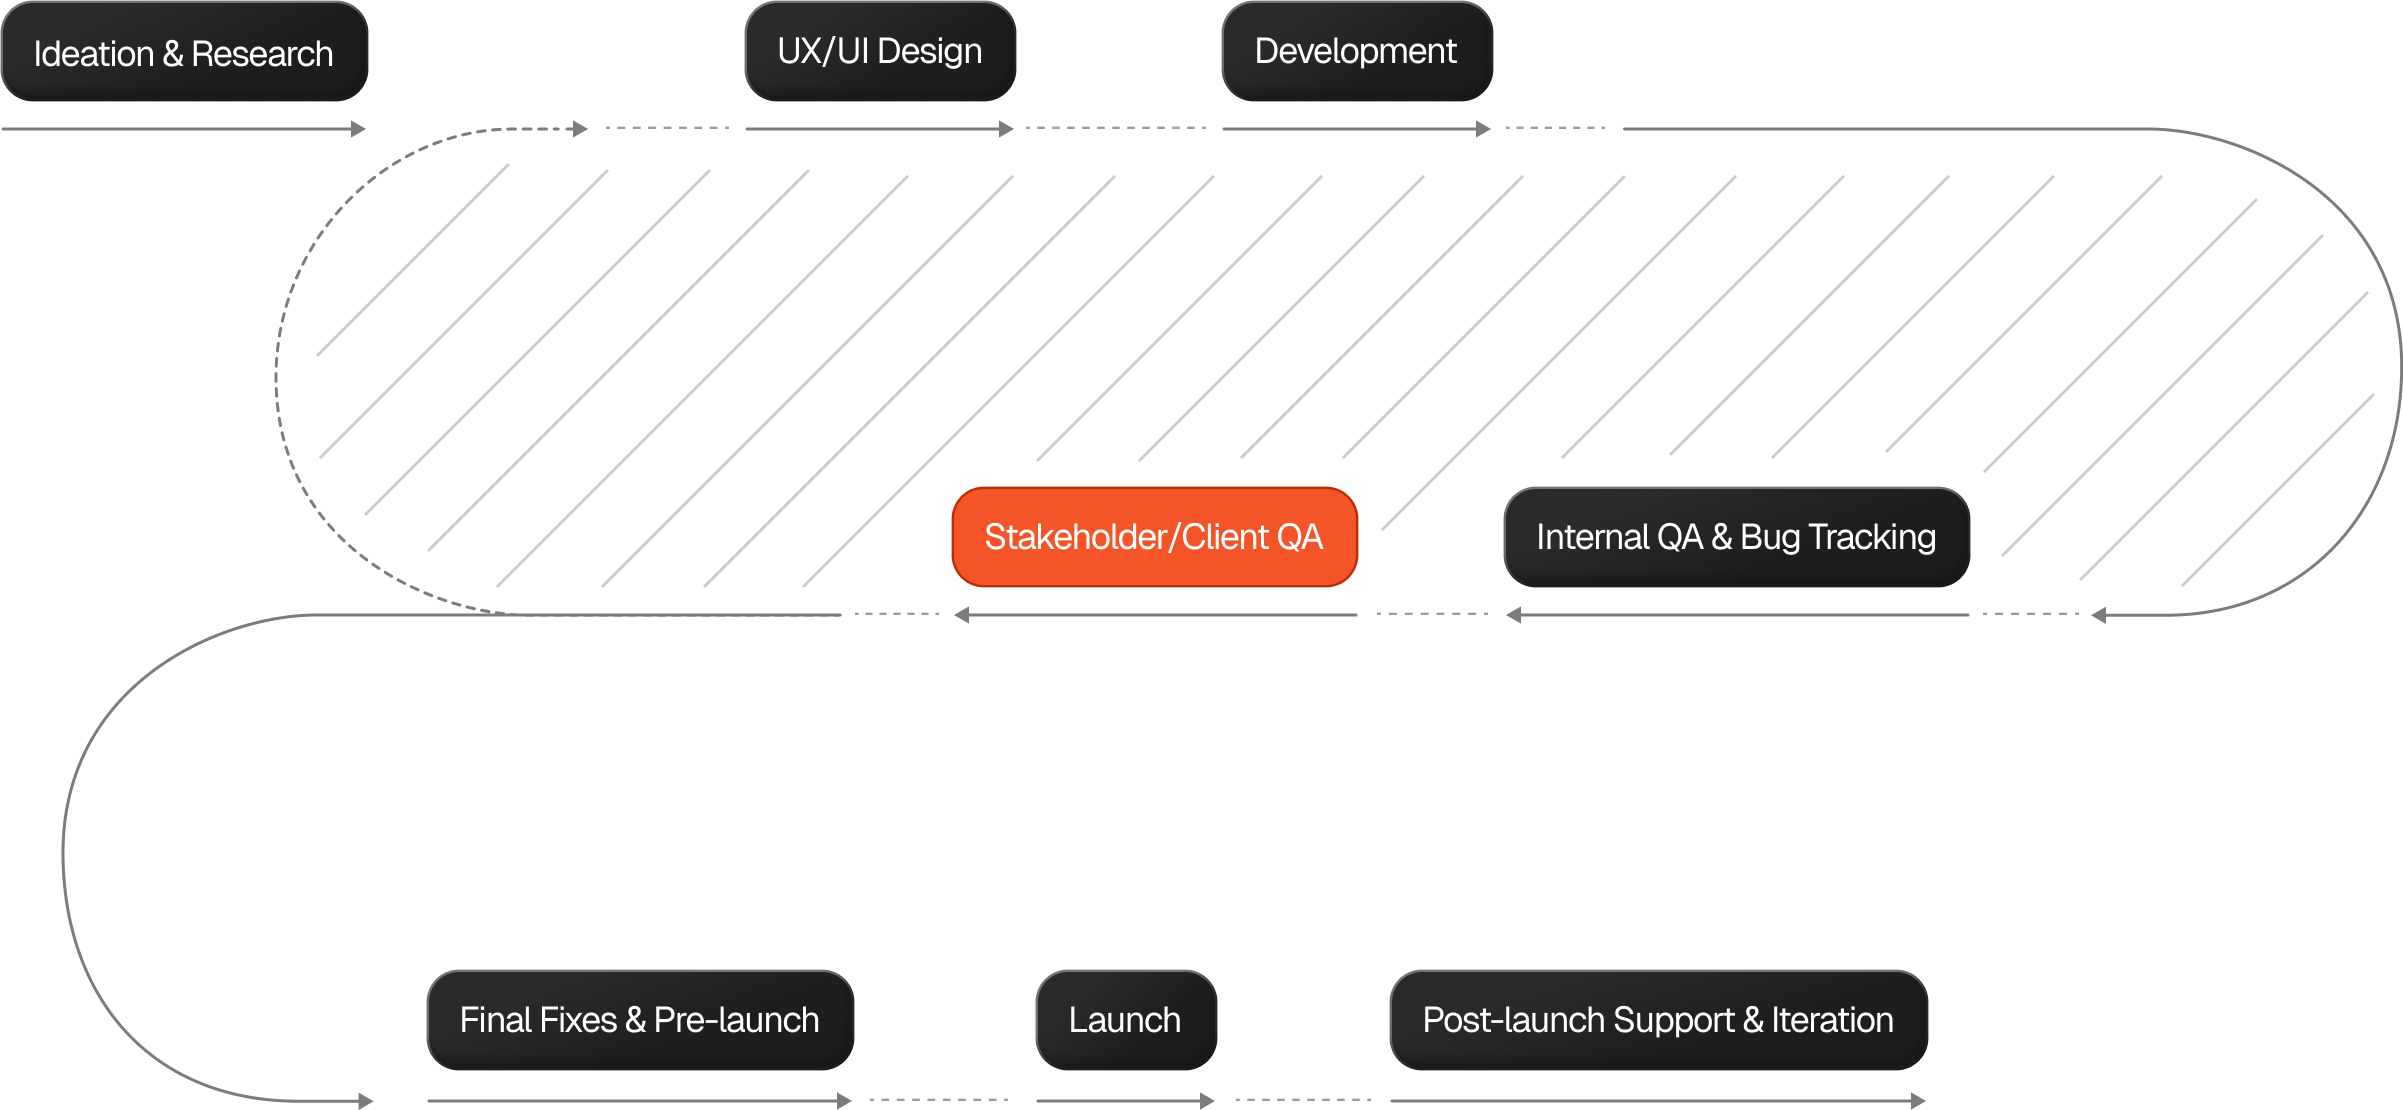 Ideation & Research
UX/UI Design
Development
Stakeholder/Client QA
Internal QA & Bug Tracking
Final Fixes & Pre-launch
Launch
Post-launch Support & Iteration